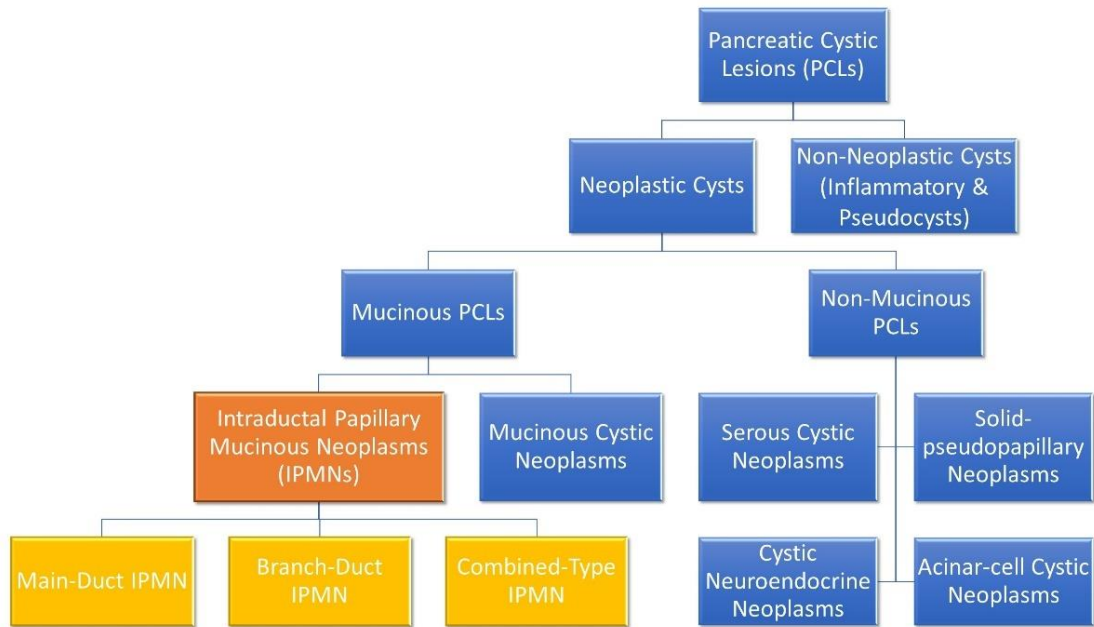 Pancreatic Cystic
Lesions (PCLs)
Neoplastic Cysts
Non-Neoplastic Cysts
(Inflammatory &
Pseudocysts)
Mucinous PCLs
Non-Mucinous
PCLs
Intraductal Papillary
Mucinous Neoplasms
(IPMNs)
Mucinous Cystic
Neoplasms
Serous Cystic
Neoplasms
Solid-
pseudopapillary
Neoplasms
Main-Duct IPMN
Branch-Duct
IPMN
Combined-Type
IPMN
Cystic
Neuroendocrine
Neoplasms
Acinar-cell Cystic
Neoplasms